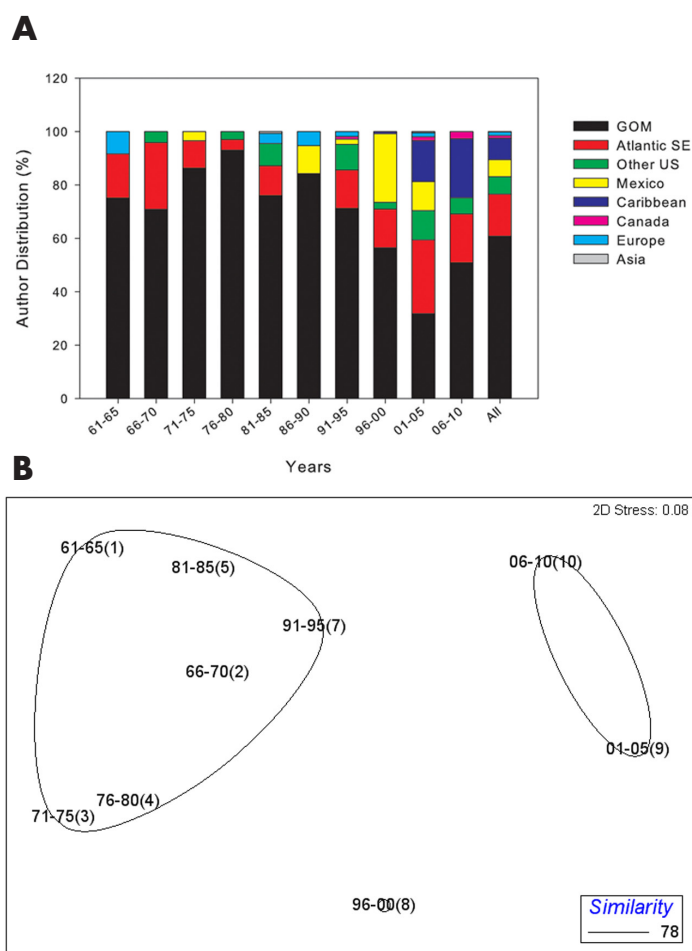 A
Author Distribution (%)
120
100
80
60
40
20
0
61-65
66-70
71-75
76-80
81-85
86-90
91-95
96-00
01-05
06-10
All
Years
GOM
Atlantic SE
Other US
Mexico
Caribbean
Canada
Europe
Asia
B
2D Stress: 0.08
61-65(1)
81-85(5)
06-10(10)
91-95(7)
66-70(2)
01-05(9)
76-80(4)
71-75(3)
96-00(8)
Similarity
78